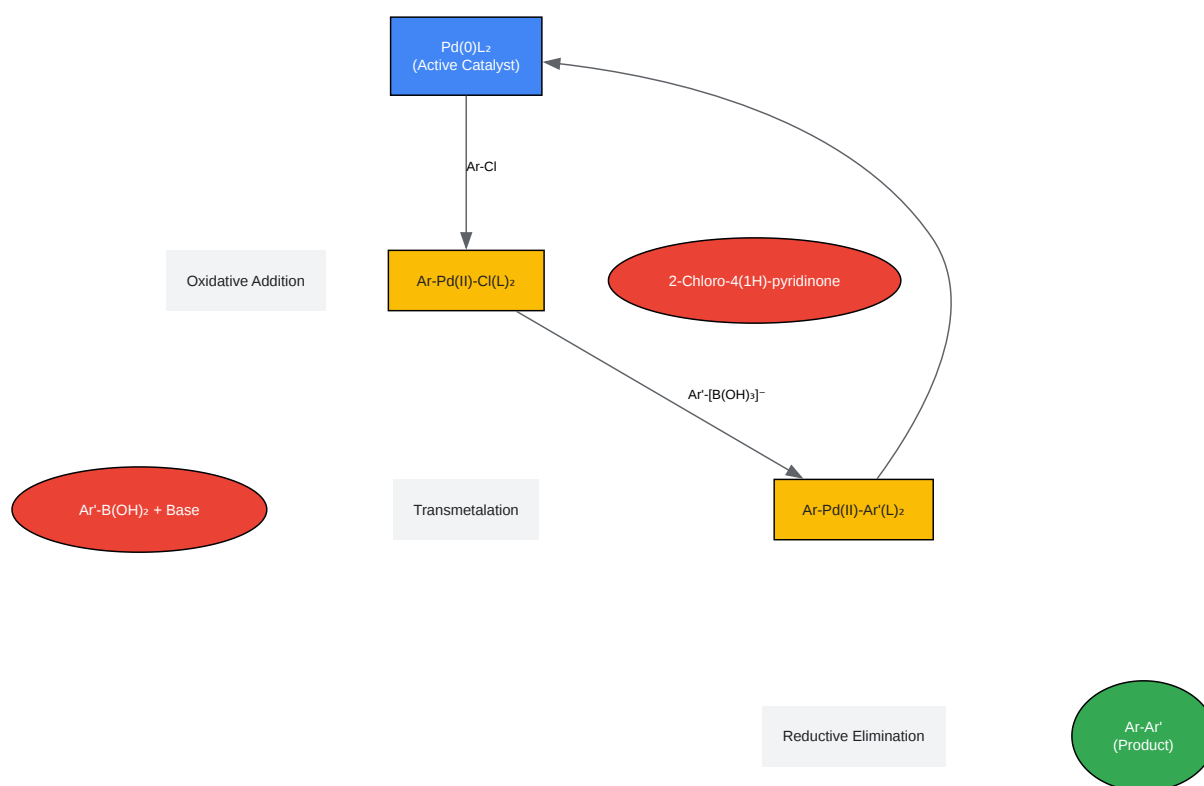 Pd(0)L₂
(Active Catalyst)
Ar-Cl
Oxidative Addition
Ar-Pd(II)-Cl(L)₂
2-Chloro-4(1H)-pyridinone
Ar'-[B(OH)₃]⁻
Ar'-B(OH)₂ + Base
Transmetalation
Ar-Pd(II)-Ar'(L)₂
Reductive Elimination
Ar-Ar'
(Product)